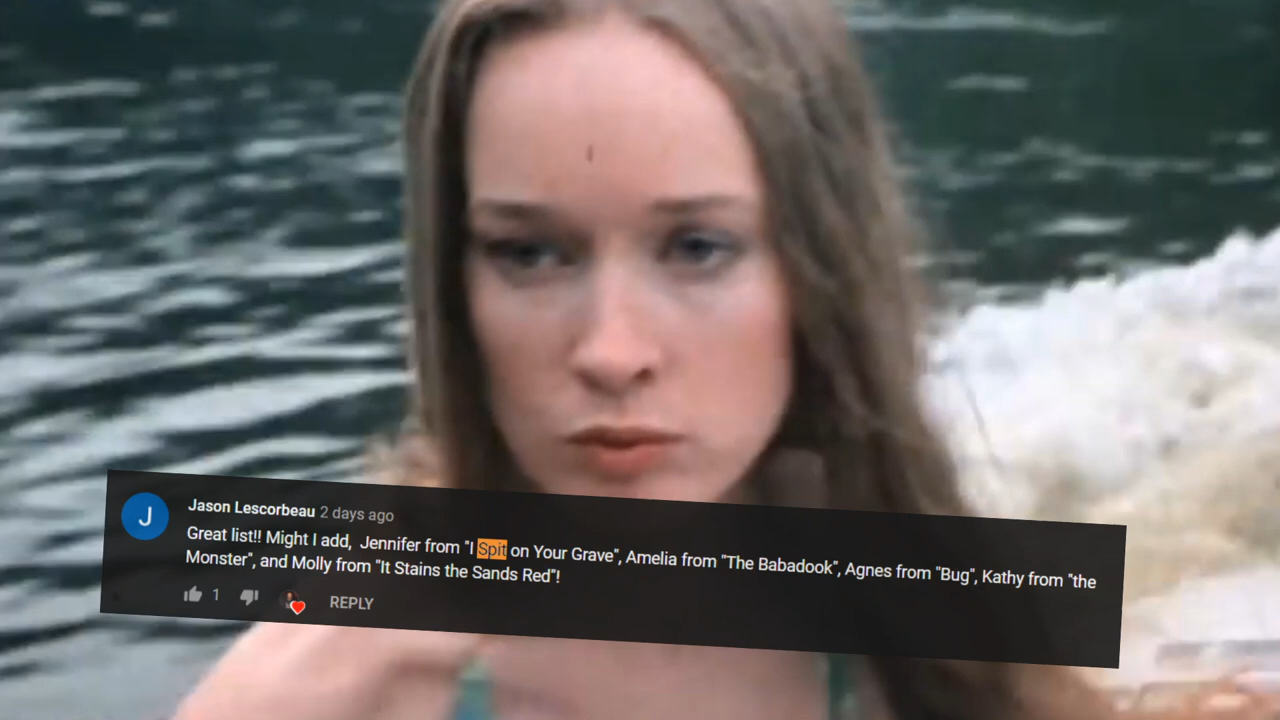 J
Jason Lescorbeau 2 days ago
Great list!! Might I add, Jennifer from "I Spit on Your Grave", Amelia from "The Babadook", Agnes from "Bug", Kathy from "the
Monster", and Molly from "It Stains the Sands Red"!
1 REPLY